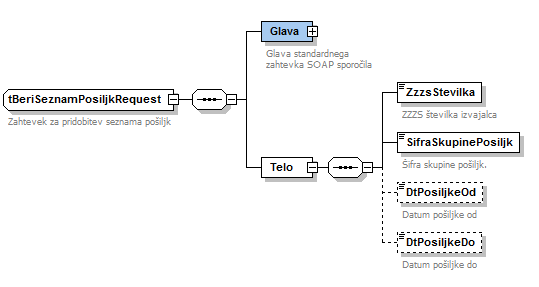 Glava
Glava standardnega
zahtevka SOAP sporočila
tBeriSeznamPosiljkRequest
Zahtevek za pridobitev seznama pošiljk
ZzzsStevilka
ZZZS številka izvajalca
SifraSkupinePosiljk
Šifra skupine pošiljk.
Telo
DtPosiljkeOd
Datum pošiljke od
DtPosiljkeDo
Datum pošiljke do